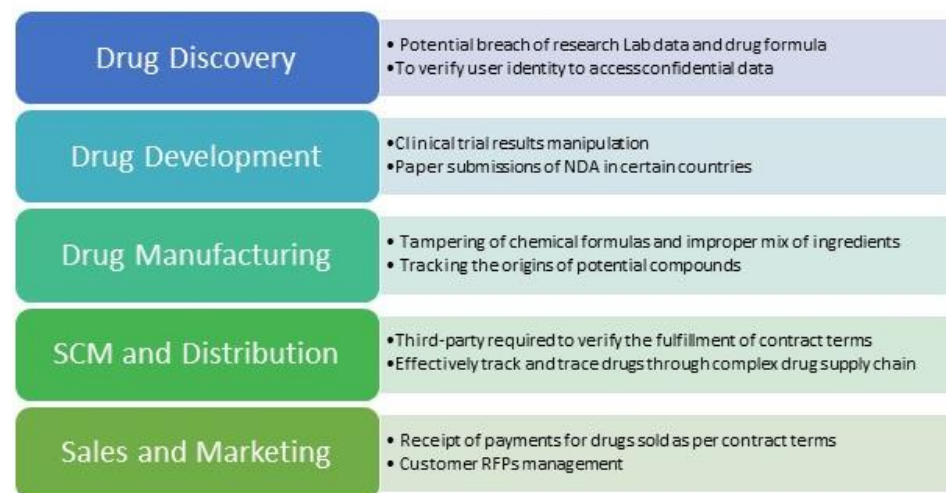 Drug Discovery
• Potential breach of research Lab data and drug formula
•To verify user identity to access confidential data
Drug Development
•Clinical trial results manipulation
•Paper submissions of NDA in certain countries
Drug Manufacturing
• Tampering of chemical formulas and improper mix of ingredients
• Tracking the origins of potential compounds
SCM and Distribution
•Third-party required to verify the fulfillment of contract terms
•Effectively track and trace drugs through complex drug supply chain
Sales and Marketing
• Receipt of payments for drugs sold as per contract terms
• Customer RFPs management